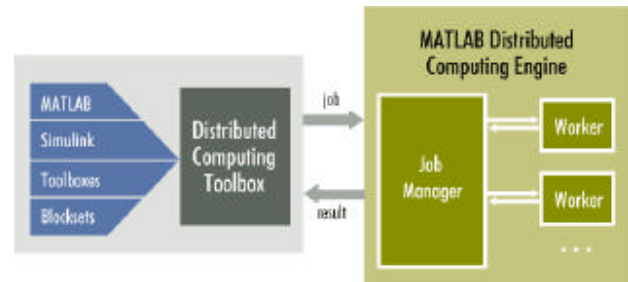 MATLAB
Simulink
Toolboxes
Blocksets
Distributed
Computing
Toolbox
job
result
MATLAB Distributed
Computing Engine
Job
Manager
Worker
Worker
. . .